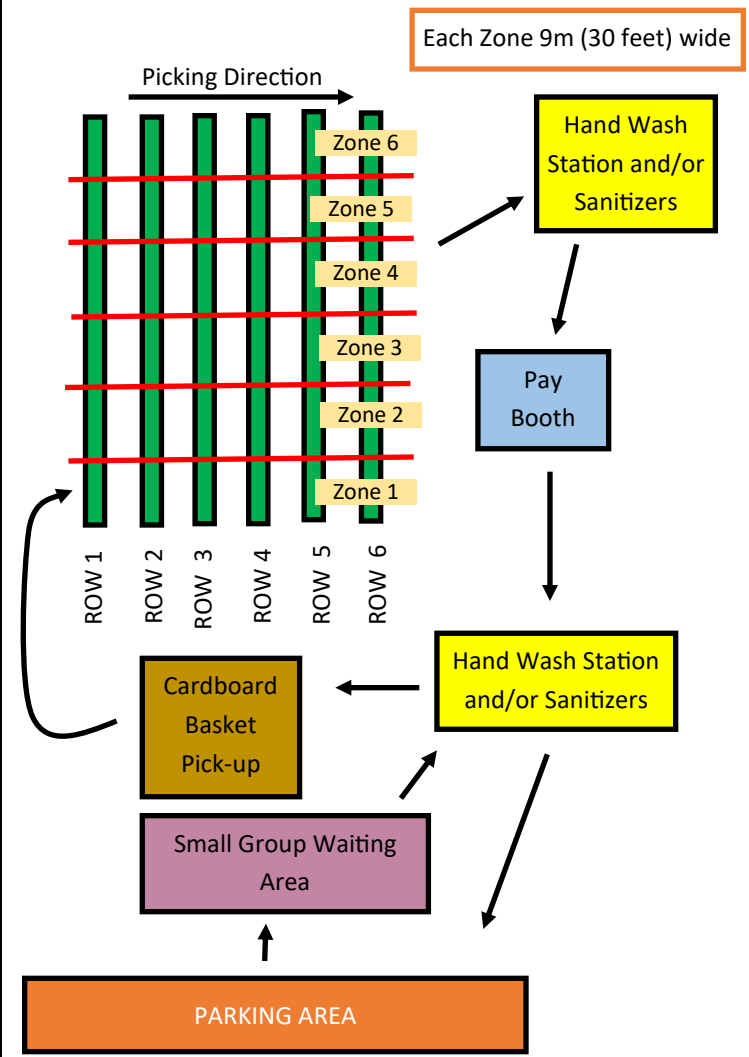 Each Zone 9m (30 feet) wide
Picking Direction
Hand Wash
Station and/or
Sanitizers
Zone 6
Zone 5
Zone 4
Zone 3
Zone 2
Zone 1
Pay
Booth
ROW 1
ROW 2
ROW 3
ROW 4
ROW 5
ROW 6
Hand Wash Station
and/or Sanitizers
Cardboard
Basket
Pick-up
Small Group Waiting
Area
PARKING AREA